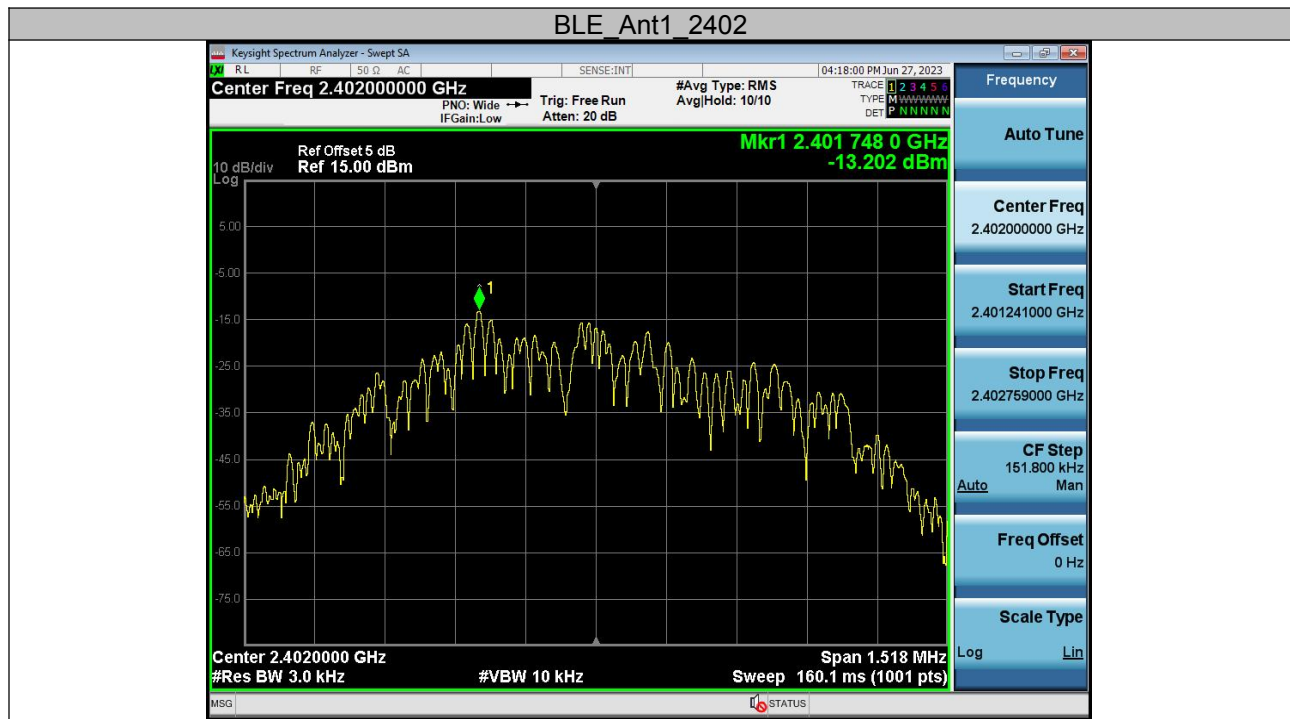 BLE_Ant1_2402
Keysight Spectrum Analyzer - Swept SA
LXI RL RF 50 Ω AC SENSE:INT 04:18:00 PM Jun 27, 2023
Center Freq 2.402000000 GHz
PNO: Wide
IFGain:Low
Trig: Free Run
Atten: 20 dB
#Avg Type: RMS
Avg|Hold: 10/10
TRACE 1 2 3 4 5 6
TYPE M WWWWW
DET P N N N N N
Mkr1 2.401 748 0 GHz
-13.202 dBm
Ref Offset 5 dB
Ref 15.00 dBm
10 dB/div
Log
1
5.00
-5.00
-15.0
-25.0
-35.0
-45.0
-55.0
-65.0
-75.0
Center 2.4020000 GHz Span 1.518 MHz
#Res BW 3.0 kHz #VBW 10 kHz Sweep 160.1 ms (1001 pts)
MSG STATUS
Frequency
Auto Tune
Center Freq
2.402000000 GHz
Start Freq
2.401241000 GHz
Stop Freq
2.402759000 GHz
CF Step
151.800 kHz
Auto Man
Freq Offset
0 Hz
Scale Type
Log Lin